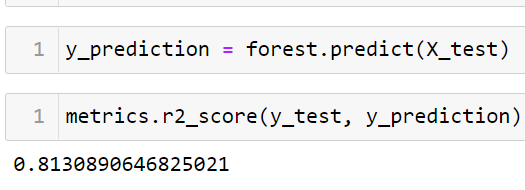 1 y_prediction = forest.predict(X_test)
1 metrics.r2_score(y_test, y_prediction)
0.8130890646825021